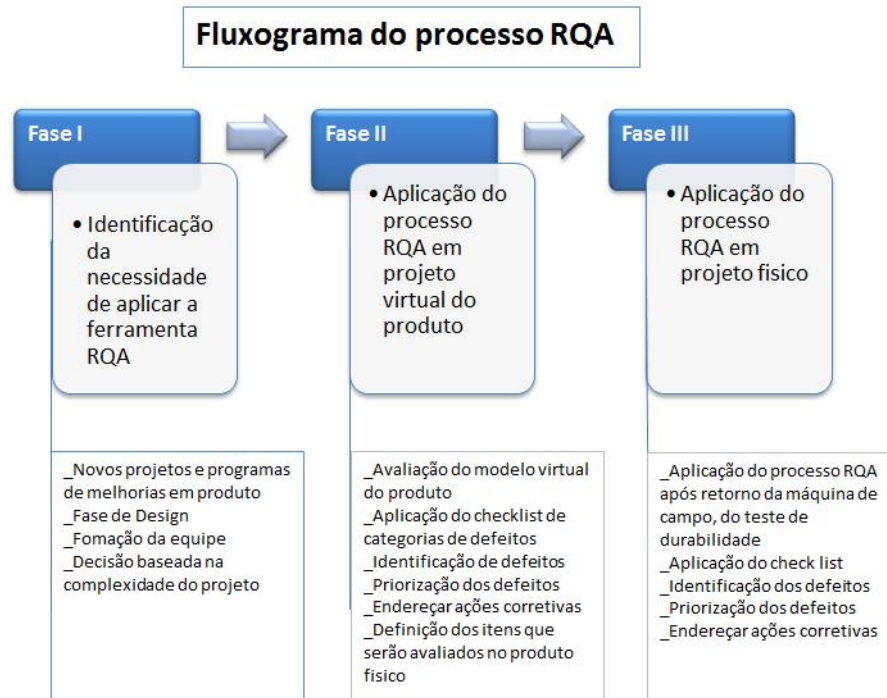 Fluxograma do processo RQA
Fase I
• Identificação
da
necessidade
de aplicar a
ferramenta
RQA
_Novos projetos e programas
de melhorias em produto
_Fase de Design
_Fomação da equipe
_Decisão baseada na
complexidade do projeto
Fase II
• Aplicação do
processo
RQA em
projeto
virtual do
produto
_Avaliação do modelo virtual
do produto
_Aplicação do checklist de
categorias de defeitos
_Identificação de defeitos
_Priorização dos defeitos
_Endereçar ações corretivas
_Definição dos itens que
serão avaliados no produto
fisico
Fase III
• Aplicação do
processo
RQA em
projeto fisico
_Aplicação do processo RQA
após retorno da máquina de
campo, do teste de
durabilidade
_Aplicação do check list
_Identificação dos defeitos
_Priorização dos defeitos
_Endereçar ações corretivas